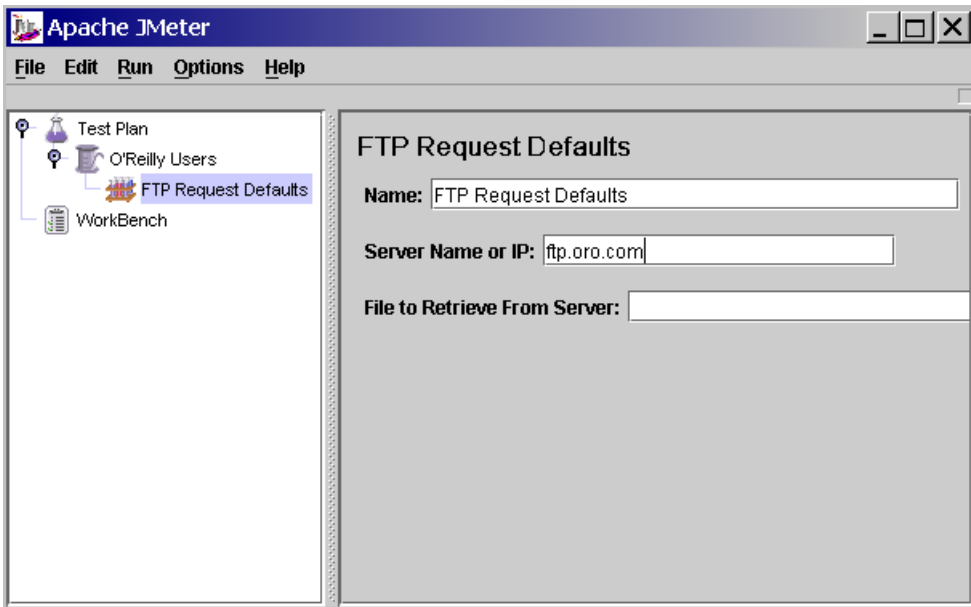 Apache JMeter
File Edit Run Options Help
Test Plan
O'Reilly Users
FTP Request Defaults
WorkBench
FTP Request Defaults
Name: FTP Request Defaults
Server Name or IP: ftp.oro.com
File to Retrieve From Server: